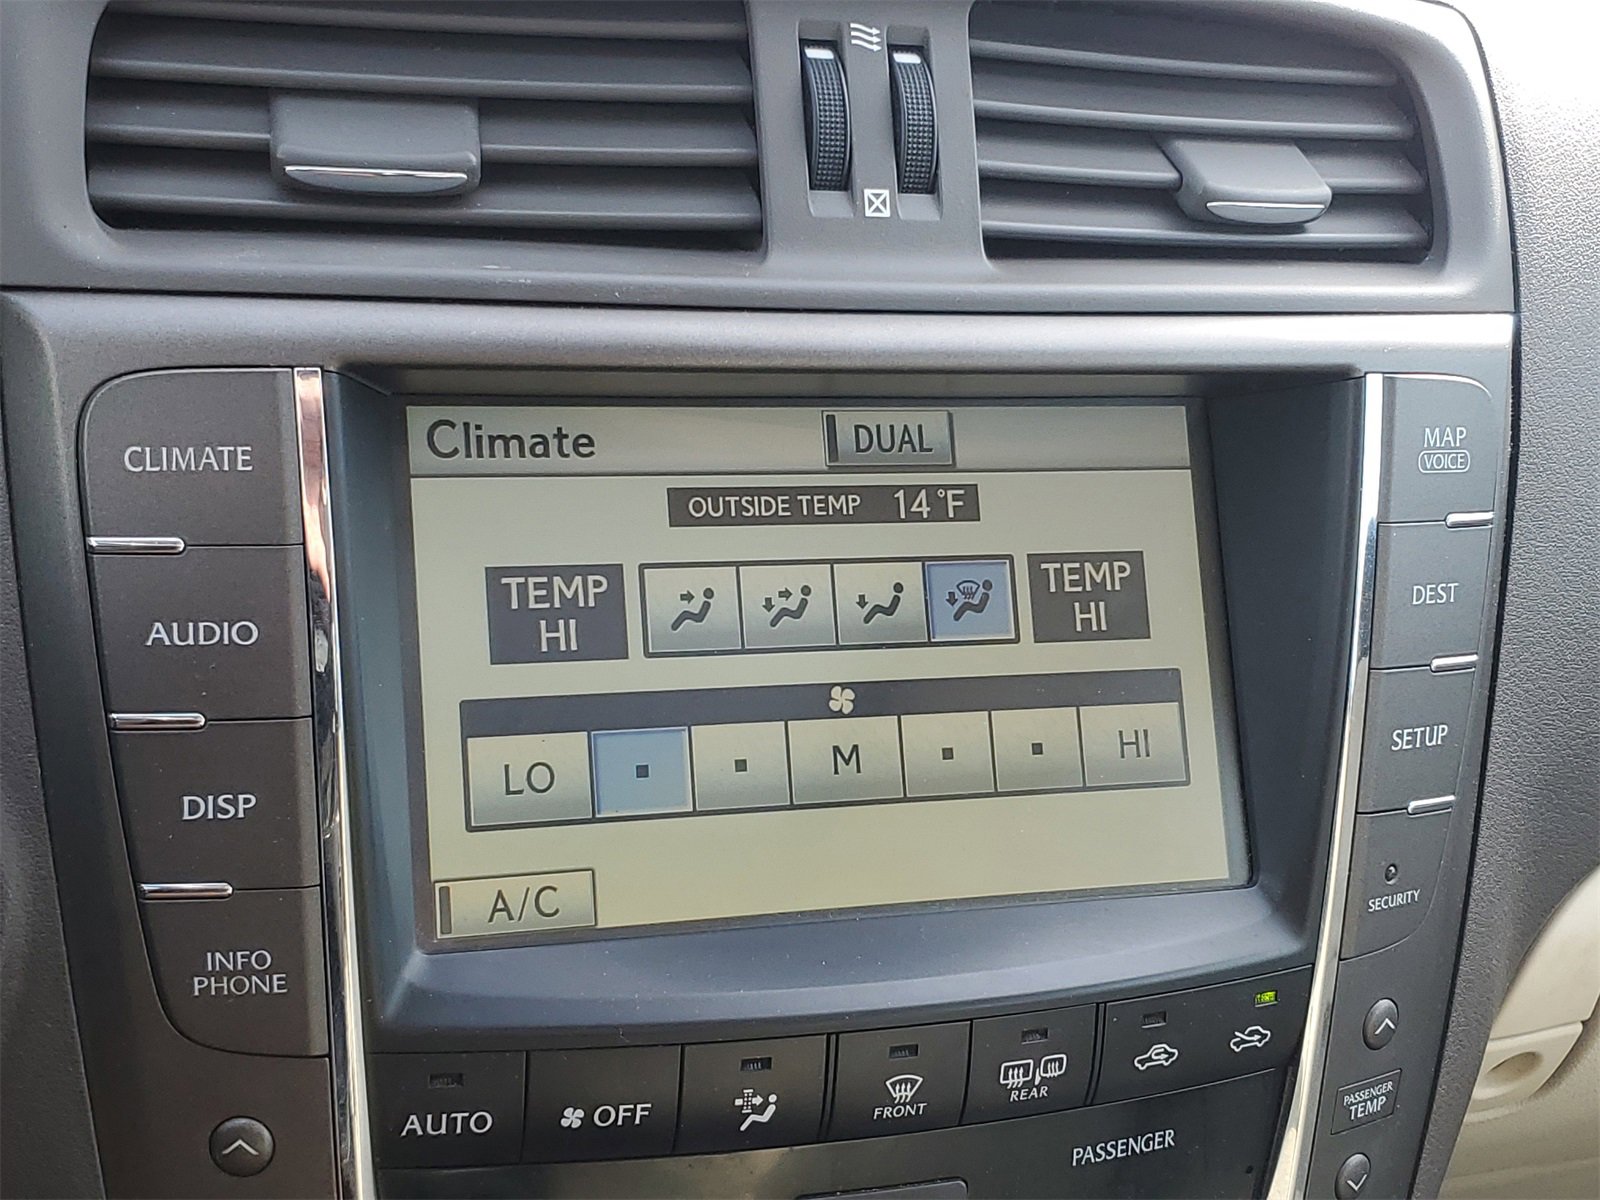 Climate
DUAL
OUTSIDE TEMP 14°F
TEMP
HI
TEMP
HI
LO
M
HI
A/C
CLIMATE
AUDIO
DISP
INFO
PHONE
MAP
VOICE
DEST
SETUP
SECURITY
PASSENGER
TEMP
AUTO
OFF
FRONT
REAR
PASSENGER